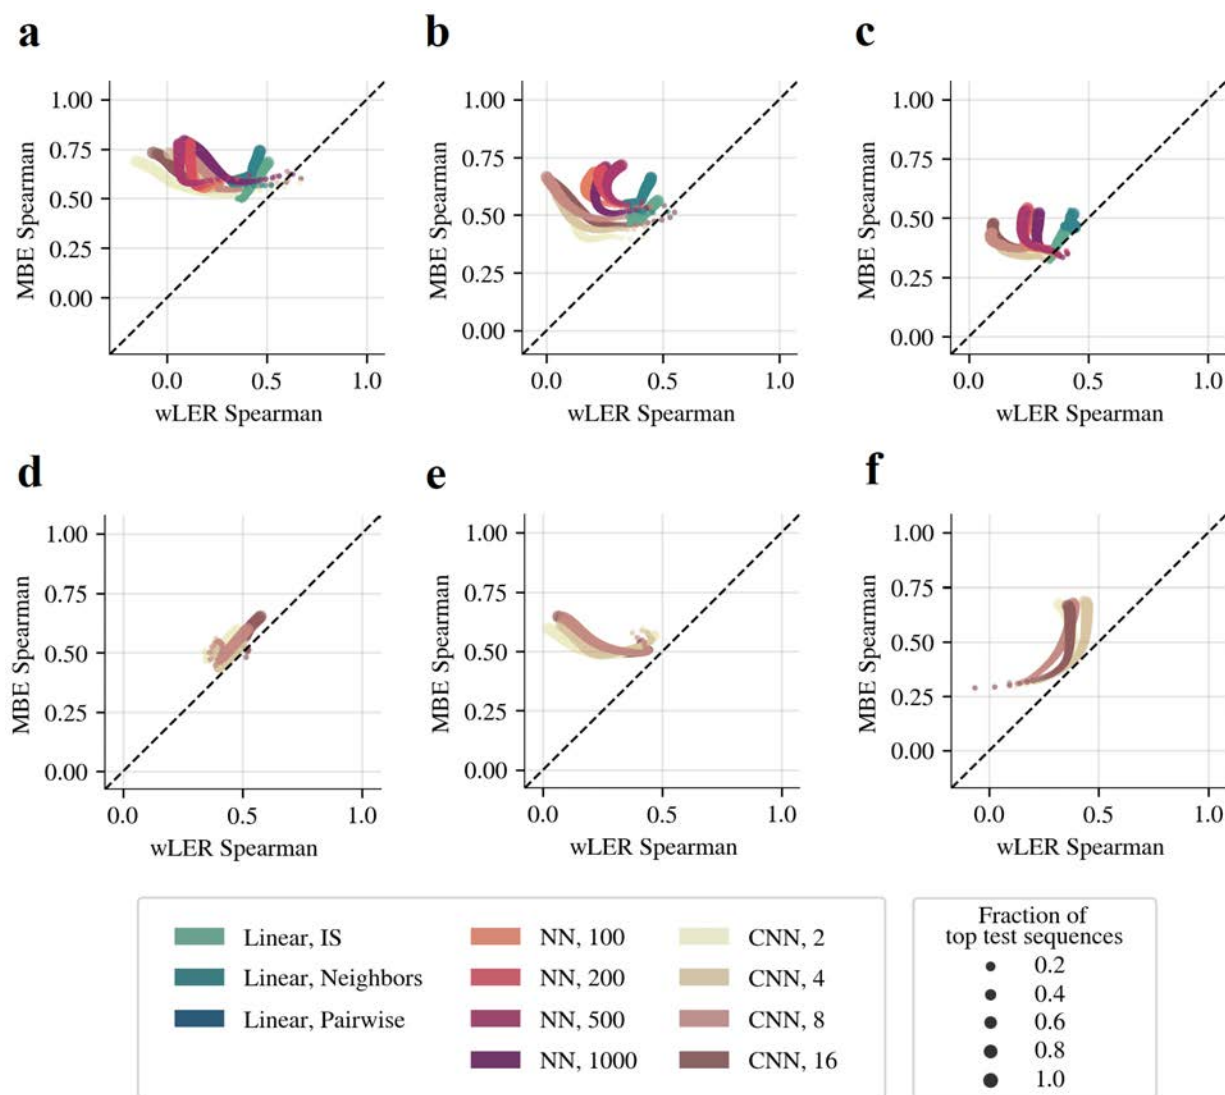 a
1.00
0.75
0.50
0.25
0.00
MBE Spearman
0.0 0.5 1.0
wLER Spearman
b
1.00
0.75
0.50
0.25
0.00
MBE Spearman
0.0 0.5 1.0
wLER Spearman
c
1.00
0.75
0.50
0.25
0.00
MBE Spearman
0.0 0.5 1.0
wLER Spearman
d
1.00
0.75
0.50
0.25
0.00
MBE Spearman
0.0 0.5 1.0
wLER Spearman
e
1.00
0.75
0.50
0.25
0.00
MBE Spearman
0.0 0.5 1.0
wLER Spearman
f
1.00
0.75
0.50
0.25
0.00
MBE Spearman
0.0 0.5 1.0
wLER Spearman
Linear, IS
Linear, Neighbors
Linear, Pairwise
NN, 100
NN, 200
NN, 500
NN, 1000
CNN, 2
CNN, 4
CNN, 8
CNN, 16
Fraction of
top test sequences
0.2
0.4
0.6
0.8
1.0